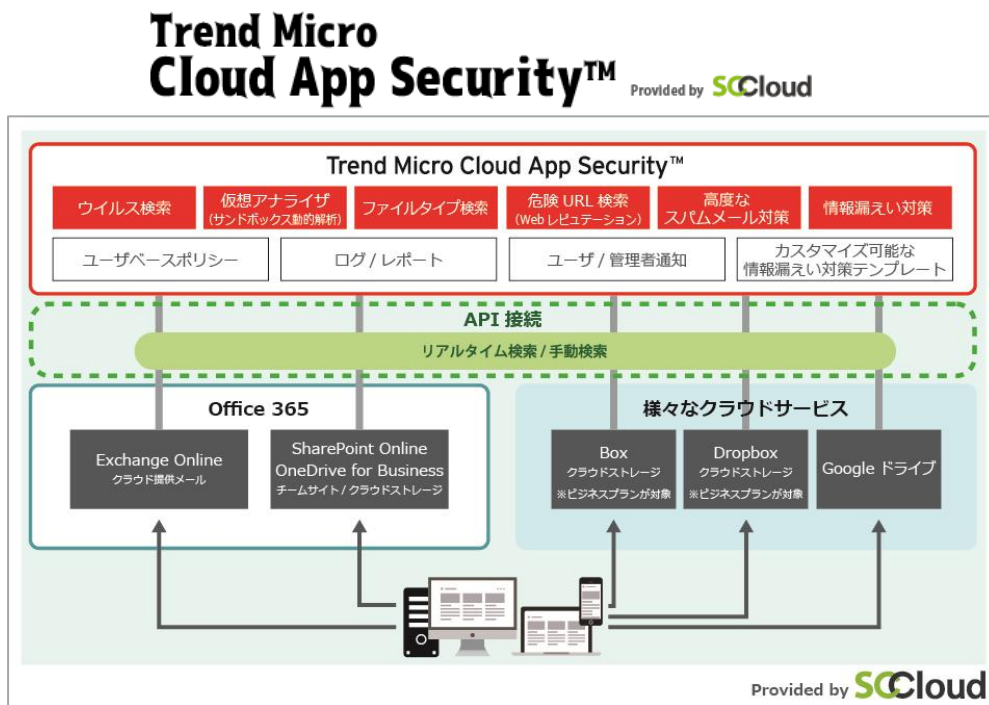 Trend Micro
Cloud App Security™ Provided by SCCloud
Trend Micro Cloud App Security™
ウイルス検索
仮想アナライザ
(サンドボックス動的解析)
ファイルタイプ検索
危険 URL 検索
(Web レピュテーション)
高度な
スパムメール対策
情報漏えい対策
ユーザベースポリシー
ログ / レポート
ユーザ / 管理者通知
カスタマイズ可能な
情報漏えい対策テンプレート
API 接続
リアルタイム検索 / 手動検索
Office 365
Exchange Online
クラウド提供メール
SharePoint Online
OneDrive for Business
チームサイト / クラウドストレージ
様々なクラウドサービス
Box
クラウドストレージ
※ビジネスプランが対象
Dropbox
クラウドストレージ
※ビジネスプランが対象
Google ドライブ
Provided by SCCloud